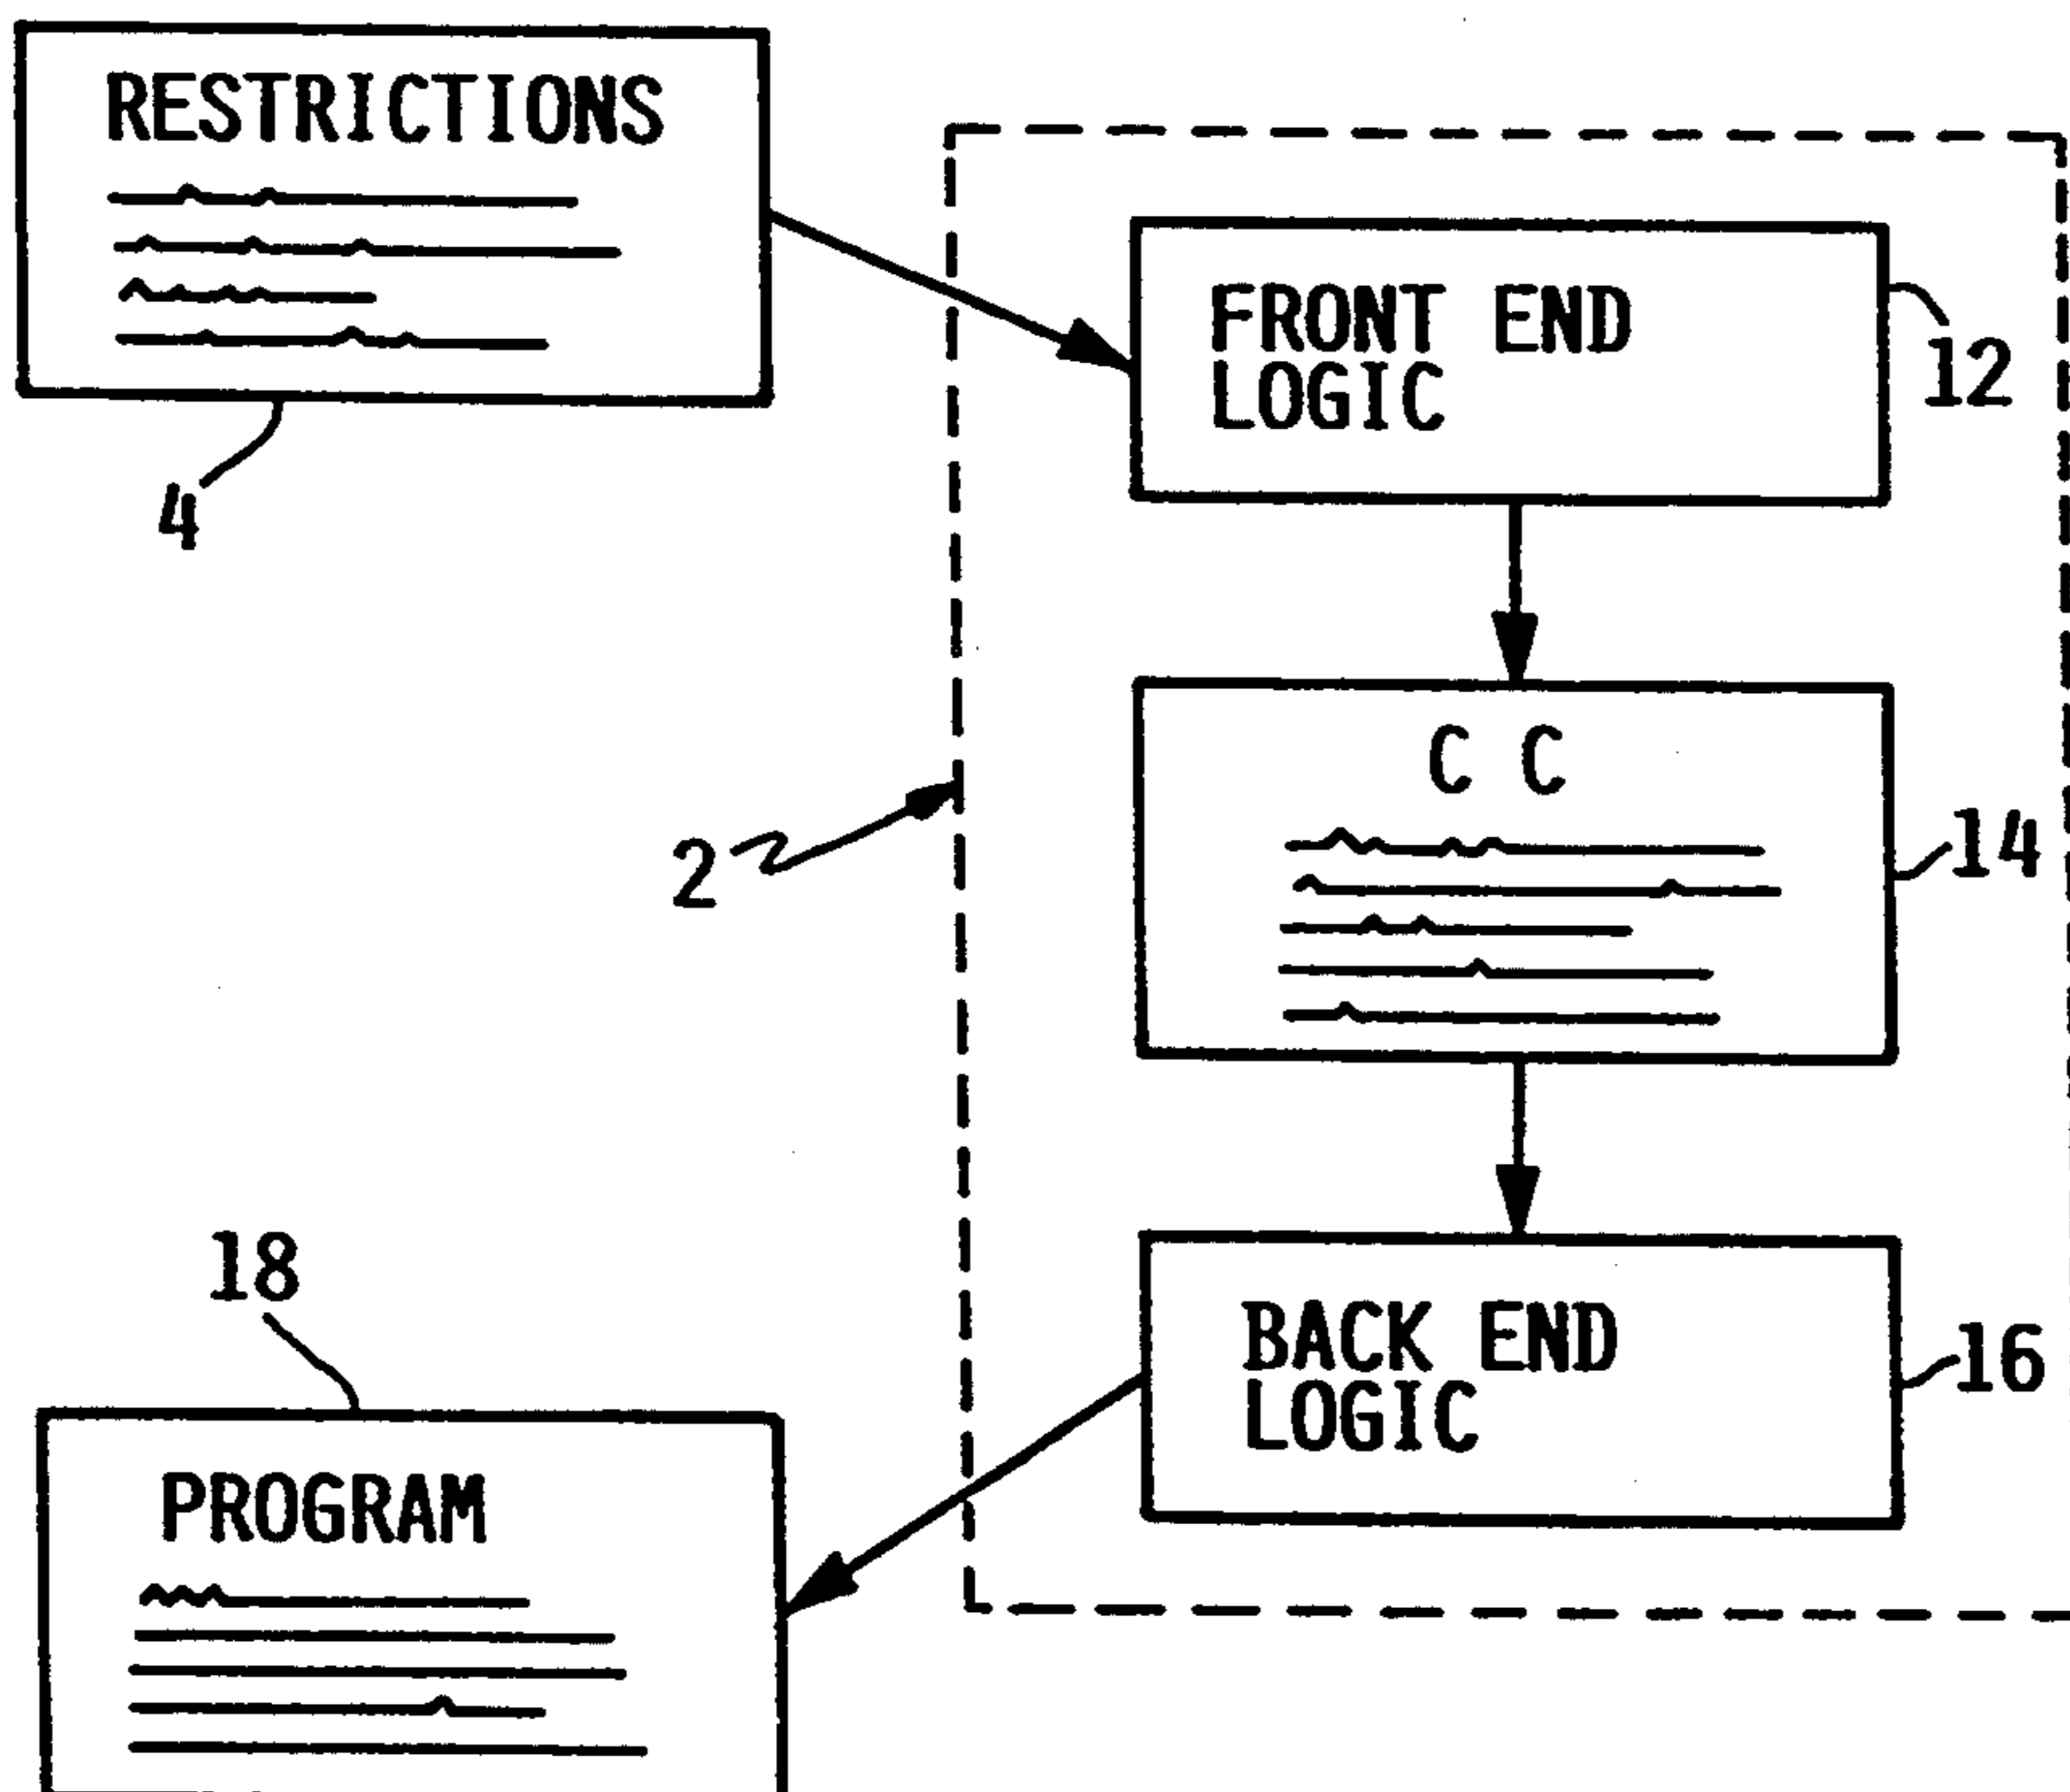 RESTRICTIONS
4
FRONT END
LOGIC
12
C C
14
2
BACK END
LOGIC
16
18
PROGRAM